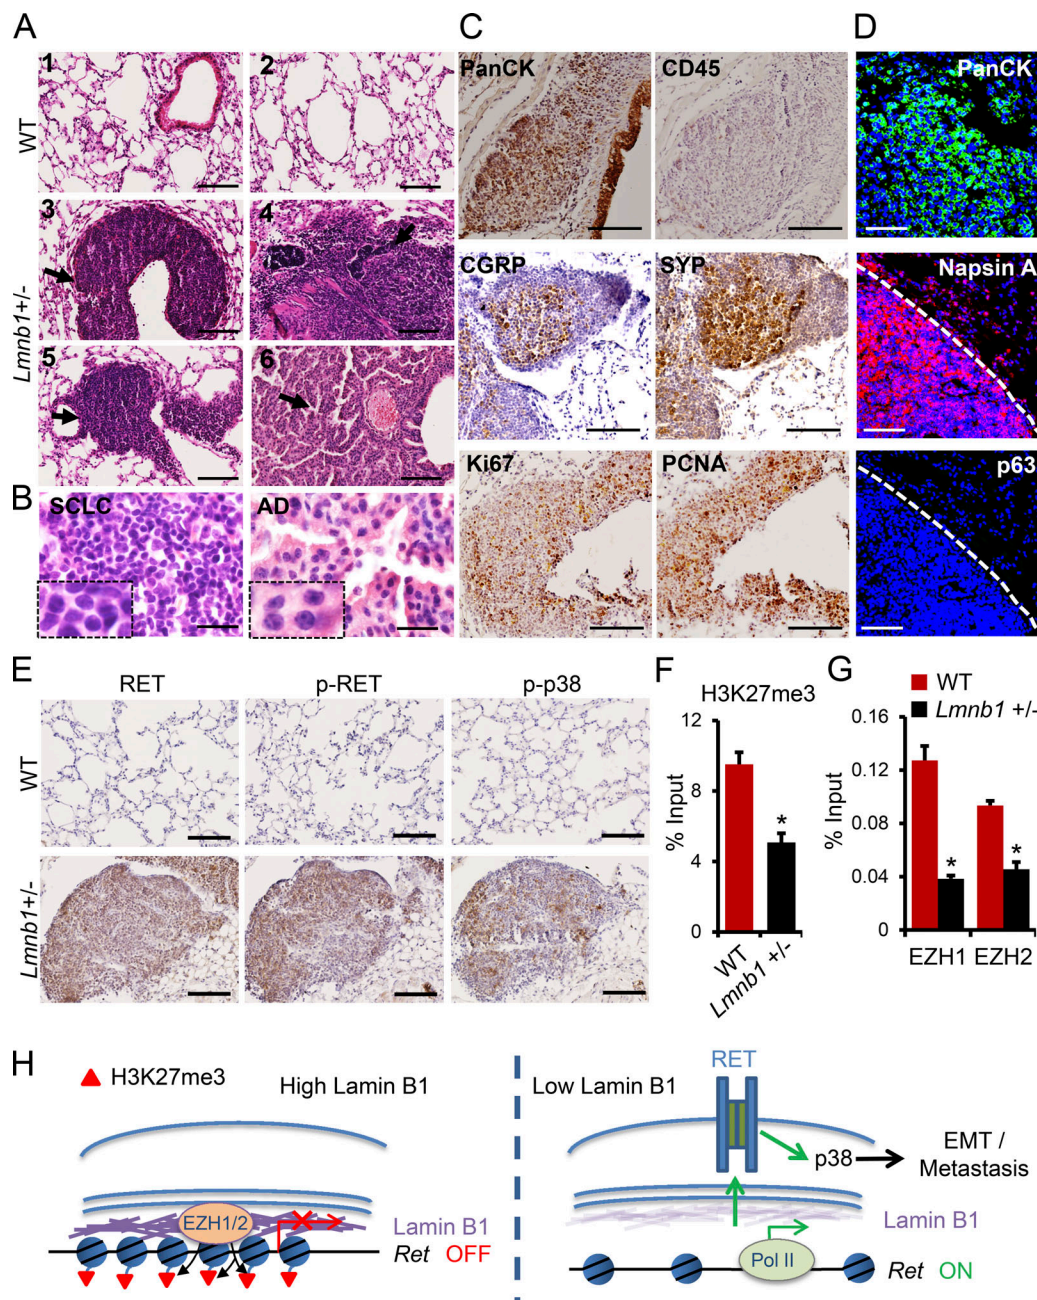 A
WT
1
2
Lmnb1+/-
3
4
5
6
B
SCLC
AD
C
PanCK
CD45
CGRP
SYP
Ki67
PCNA
D
PanCK
Napsin A
p63
E
RET
p-RET
p-p38
WT
Lmnb1+/-
F
H3K27me3
% Input
12
8
4
0
WT
Lmnb1 +/-
*
G
WT
Lmnb1 +/-
% Input
0.16
0.12
0.08
0.04
0
*
*
EZH1
EZH2
H
H3K27me3
High Lamin B1
EZH1/2
Lamin B1
Ret OFF
Low Lamin B1
RET
p38
EMT /
Metastasis
Lamin B1
Pol II
Ret ON